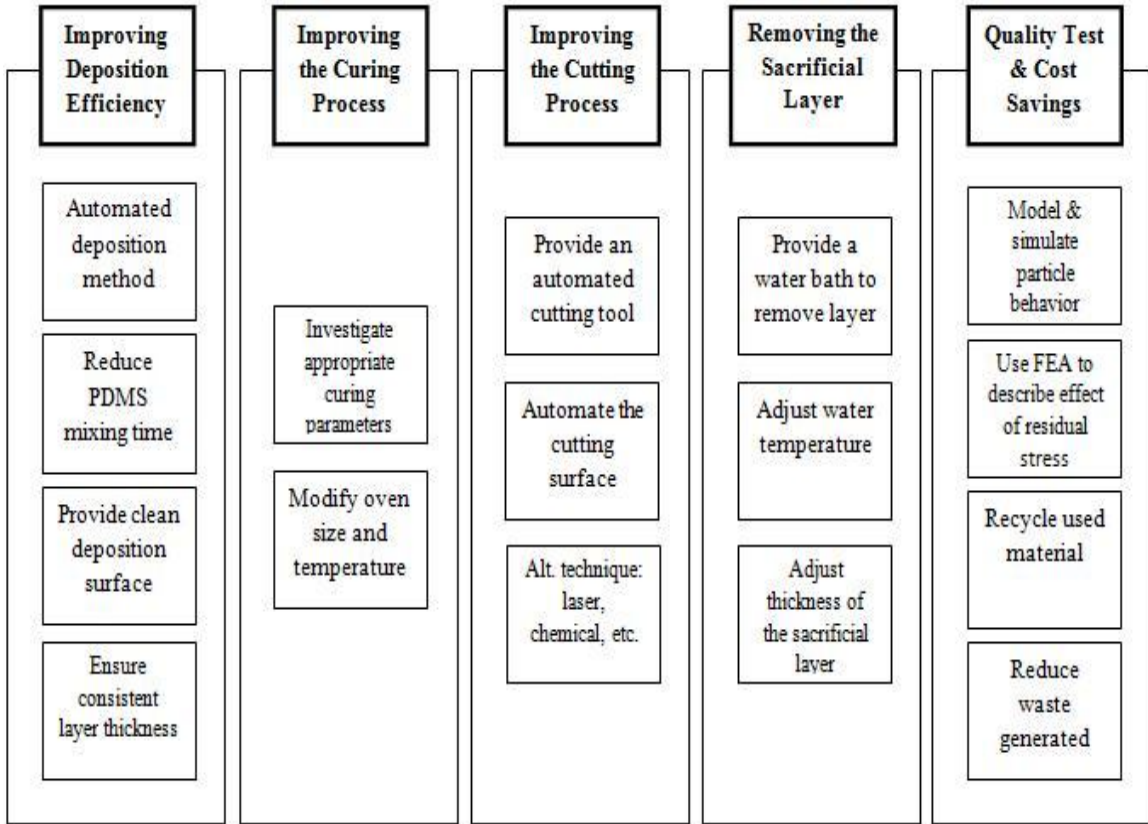 Improving
Deposition
Efficiency
Automated
deposition
method
Reduce
PDMS
mixing time
Provide clean
deposition
surface
Ensure
consistent
layer thickness
Improving
the Curing
Process
Investigate
appropriate
curing
parameters
Modify oven
size and
temperature
Improving
the Cutting
Process
Provide an
automated
cutting tool
Automate the
cutting
surface
Alt. technique:
laser,
chemical, etc.
Removing the
Sacrificial
Layer
Provide a
water bath to
remove layer
Adjust water
temperature
Adjust
thickness of
the sacrificial
layer
Quality Test
& Cost
Savings
Model &
simulate
particle
behavior
Use FEA to
describe effect
of residual
stress
Recycle used
material
Reduce
waste
generated